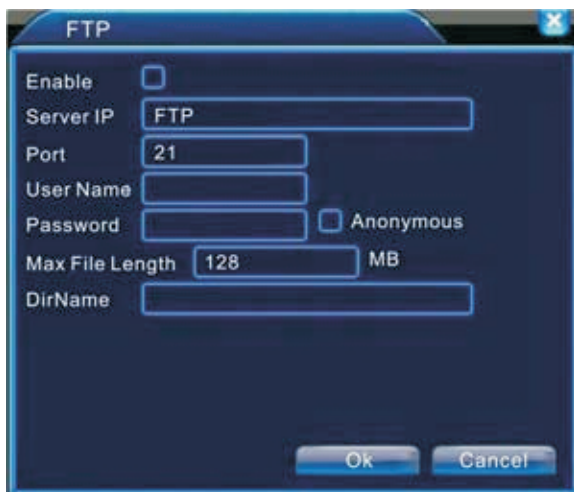 FTP
Enable
Server IP FTP
Port 21
User Name
Password Anonymous
Max File Length 128 MB
DirName
Ok Cancel